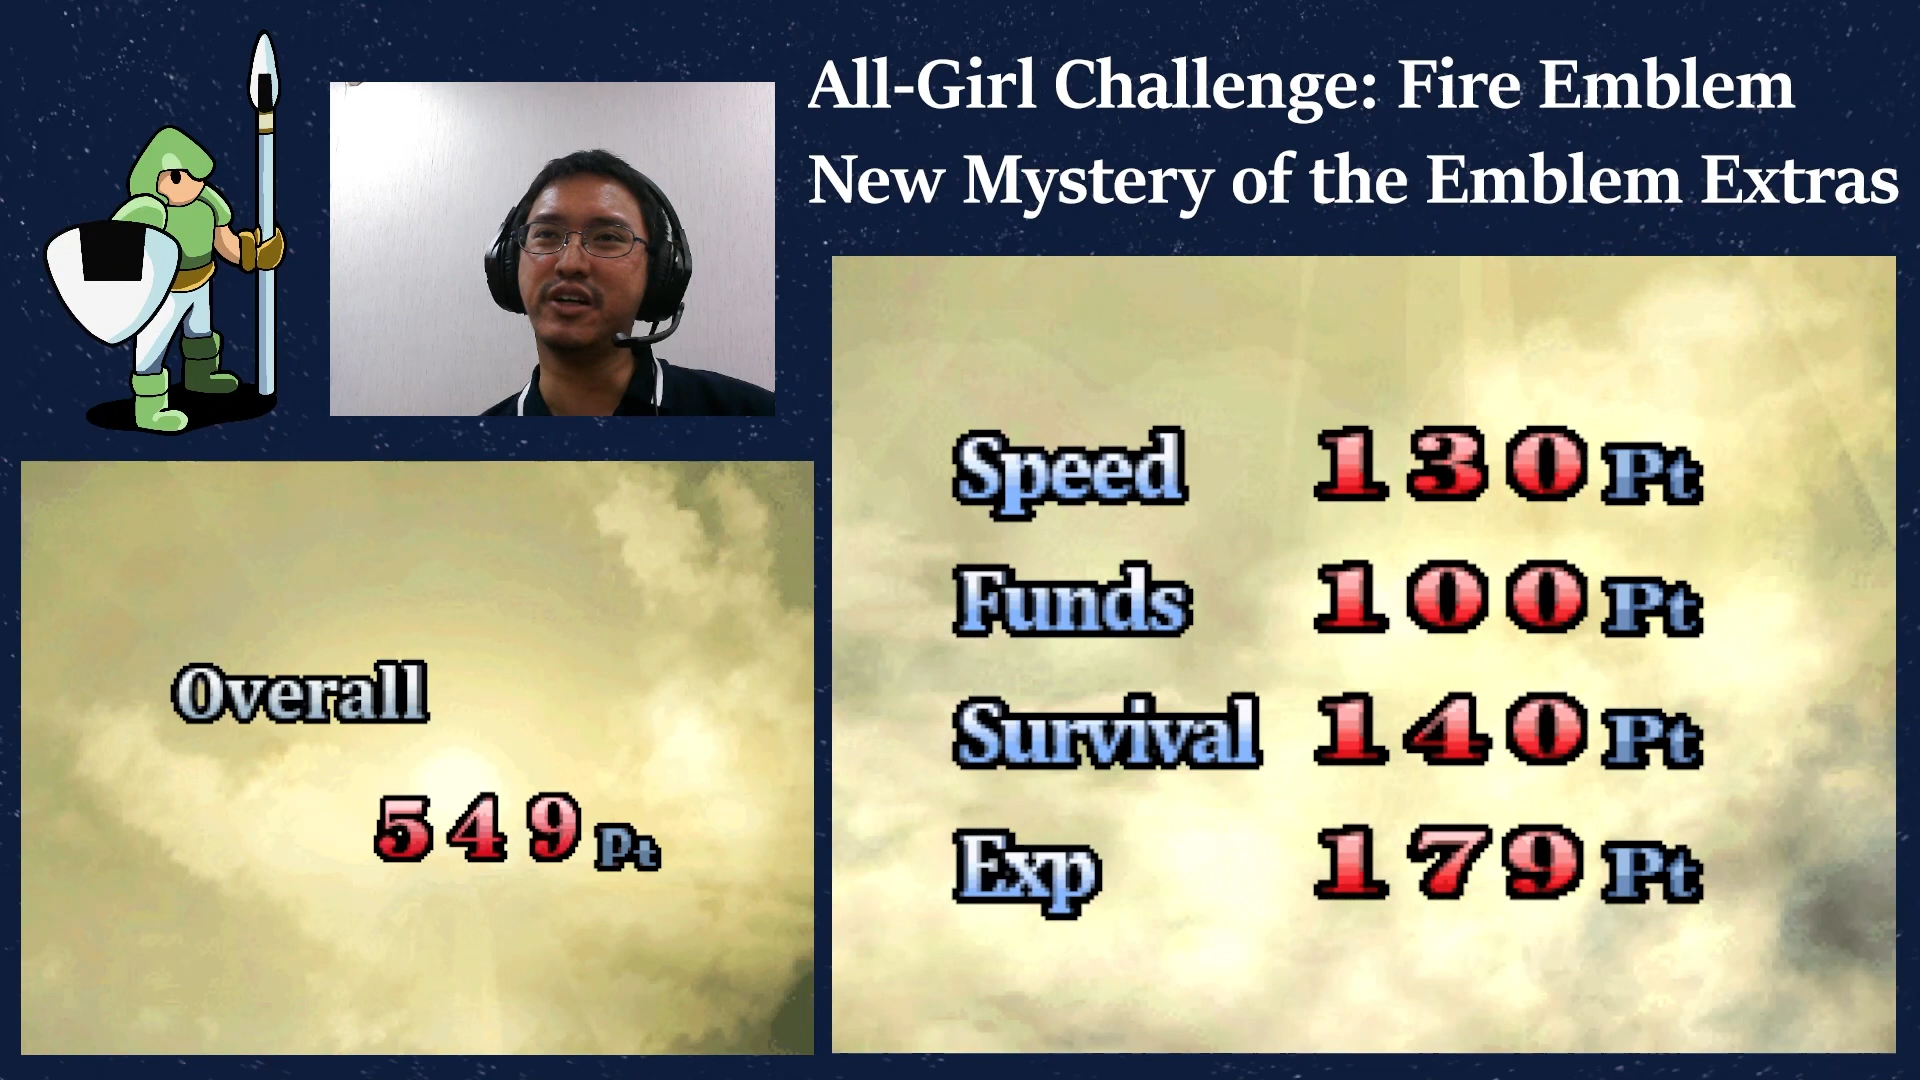 All-Girl Challenge: Fire Emblem
New Mystery of the Emblem Extras
Overall
549 Pt
Speed 130 Pt
Funds 100 Pt
Survival 140 Pt
Exp 179 Pt